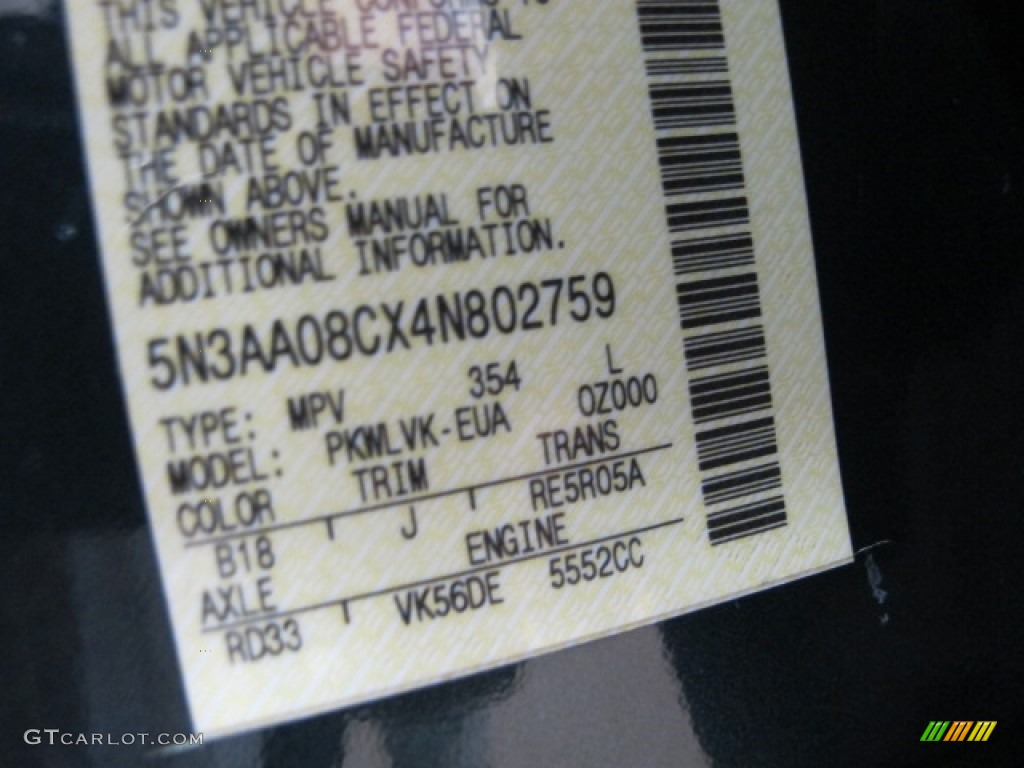 THIS VEHICLE CONFORMS TO
ALL APPLICABLE FEDERAL
MOTOR VEHICLE SAFETY
STANDARDS IN EFFECT ON
THE DATE OF MANUFACTURE
SHOWN ABOVE.
SEE OWNERS MANUAL FOR
ADDITIONAL INFORMATION.
5N3AA08CX4N802759
TYPE: MPV 354 L
MODEL: PKWLVK-EUA 0Z000
COLOR TRIM TRANS
B18 J RE5R05A
AXLE ENGINE
RD33 VK56DE 5552CC
GTCARLOT.COM